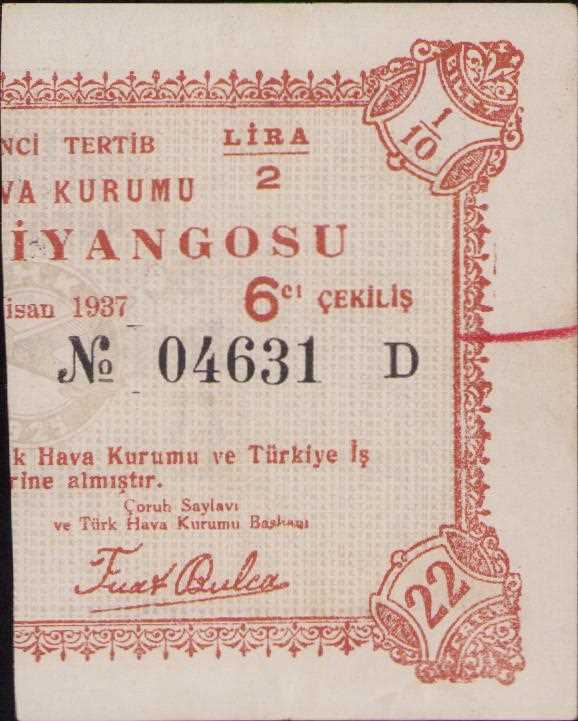 NCİ TERTİB
LİRA
2
1/10
VA KURUMU
İYANGOSU
isan 1937
6cı ÇEKİLİŞ
№ 04631 D
k Hava Kurumu ve Türkiye İş
rine almıştır.
Çoruh Saylavı
ve Türk Hava Kurumu Başkanı
Fuat Bulca
22